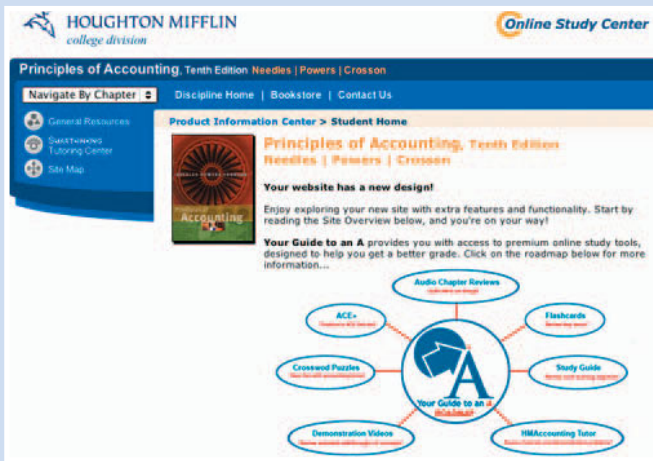 HOUGHTON MIFFLIN
college division
Online Study Center
Principles of Accounting, Tenth Edition Needles | Powers | Crosson
Navigate By Chapter
Discipline Home | Bookstore | Contact Us
General Resources
SMARTHINKING
Tutoring Center
Site Map
Product Information Center > Student Home
Principles of Accounting, Tenth Edition
Needles | Powers | Crosson
Accounting
Your website has a new design!
Enjoy exploring your new site with extra features and functionality. Start by
reading the Site Overview below, and you're on your way!
Your Guide to an A provides you with access to premium online study tools,
designed to help you get a better grade. Click on the roadmap below for more
information...
Audio Chapter Reviews
ACE+
Flashcards
Crosswod Puzzles
Study Guide
A
Your Guide to an A
Demonstration Videos
HMAccounting Tutor